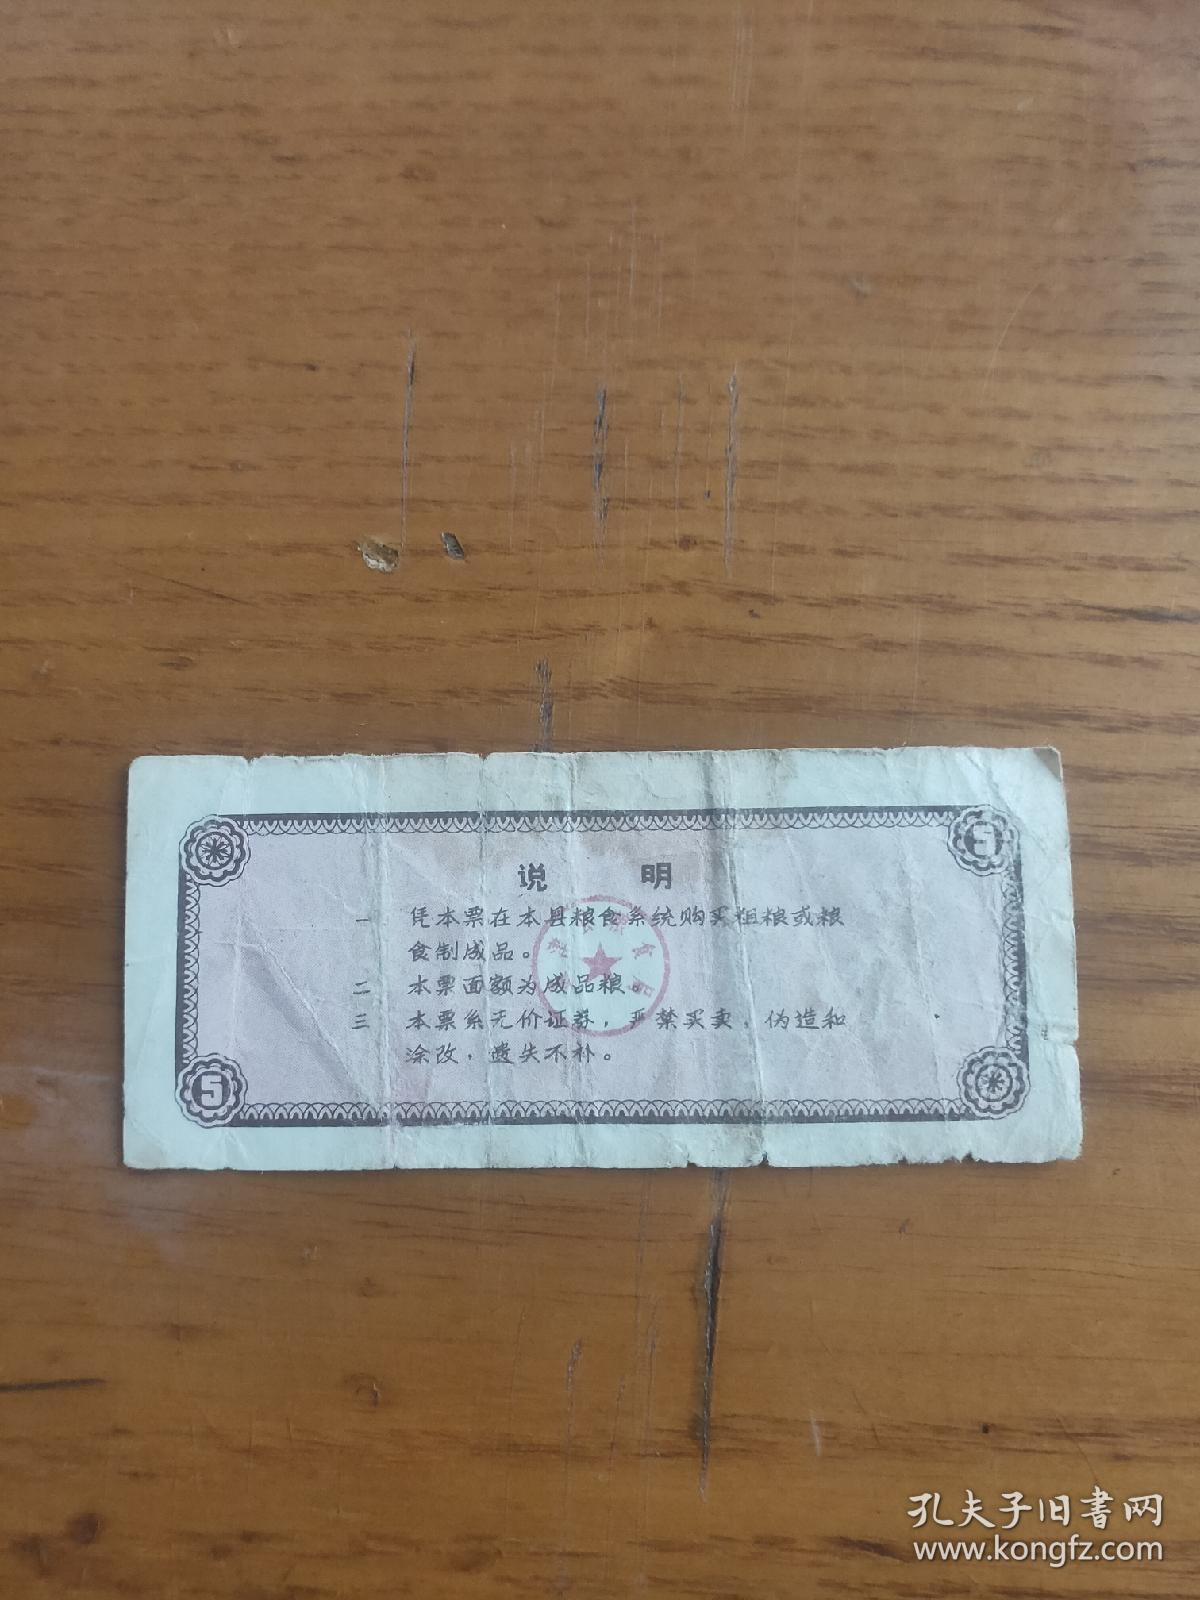 说 明
一 凭本票在本县粮食系统购买粗粮或粮
食制成品。
二 本票面额为成品粮。
三 本票系无价证券，严禁买卖，伪造和
涂改，遗失不补。
5
5
孔夫子旧書网
www.kongfz.com